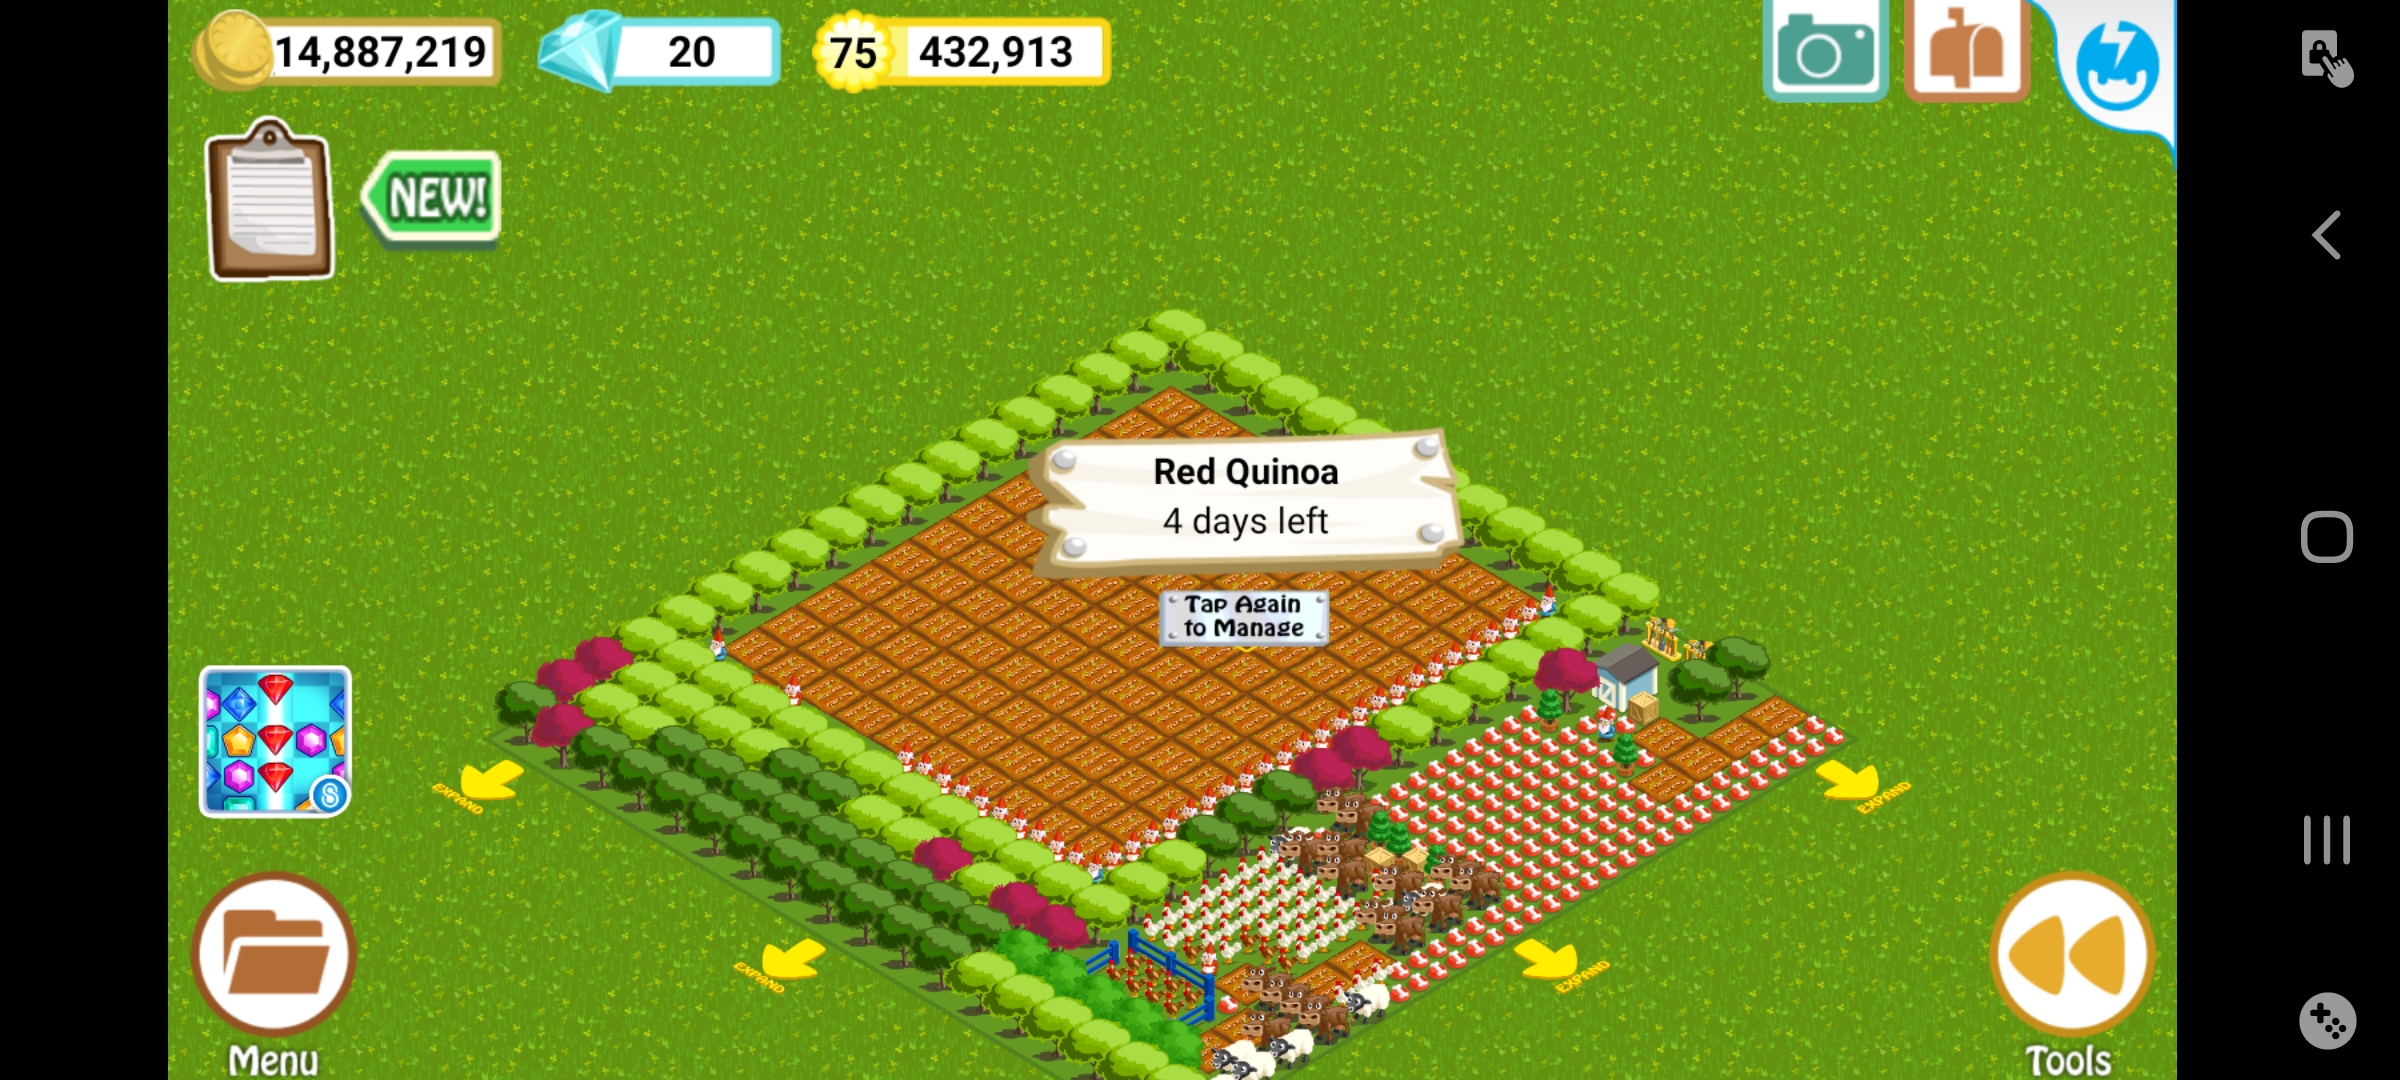 14,887,219
20
75
432,913
NEW!
Red Quinoa
4 days left
Tap Again
to Manage
EXPAND
EXPAND
EXPAND
EXPAND
S
Menu
Tools